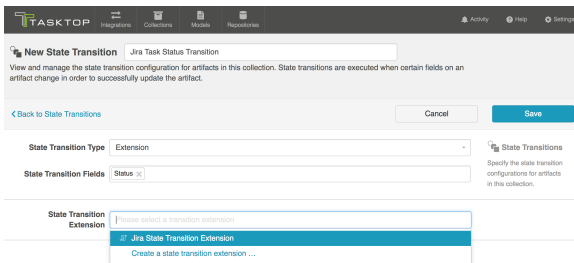 TASKTOP
Integrations
Collections
Models
Repositories
Activity
Help
Settings
New State Transition
Jira Task Status Transition
View and manage the state transition configuration for artifacts in this collection. State transitions are executed when certain fields on an
artifact change in order to successfully update the artifact.
Back to State Transitions
Cancel
Save
State Transition Type
Extension
State Transitions
Specify the state transition
configurations for artifacts
in this collection.
State Transition Fields
Status
State Transition
Extension
Please select a transition extension
Jira State Transition Extension
Create a state transition extension ...